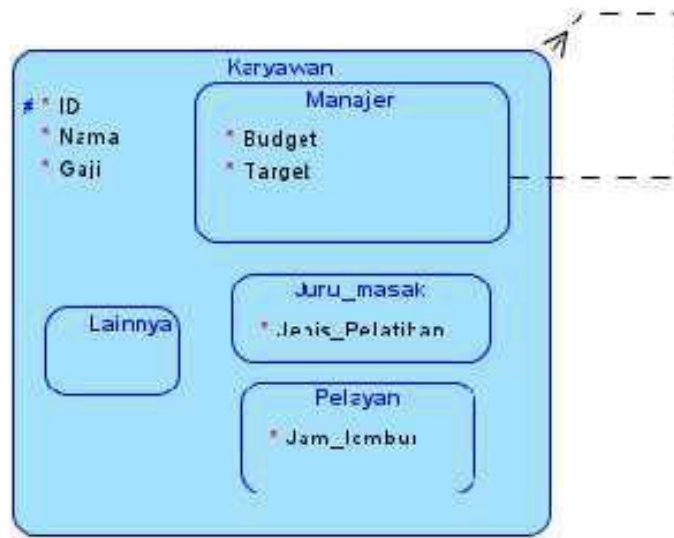 Karyawan
# * ID
* Nama
* Gaji
Manajer
* Budget
* Target
Lainnya
Juru_masak
* Jenis_Pelatihan
Pelayan
* Jam_lembur